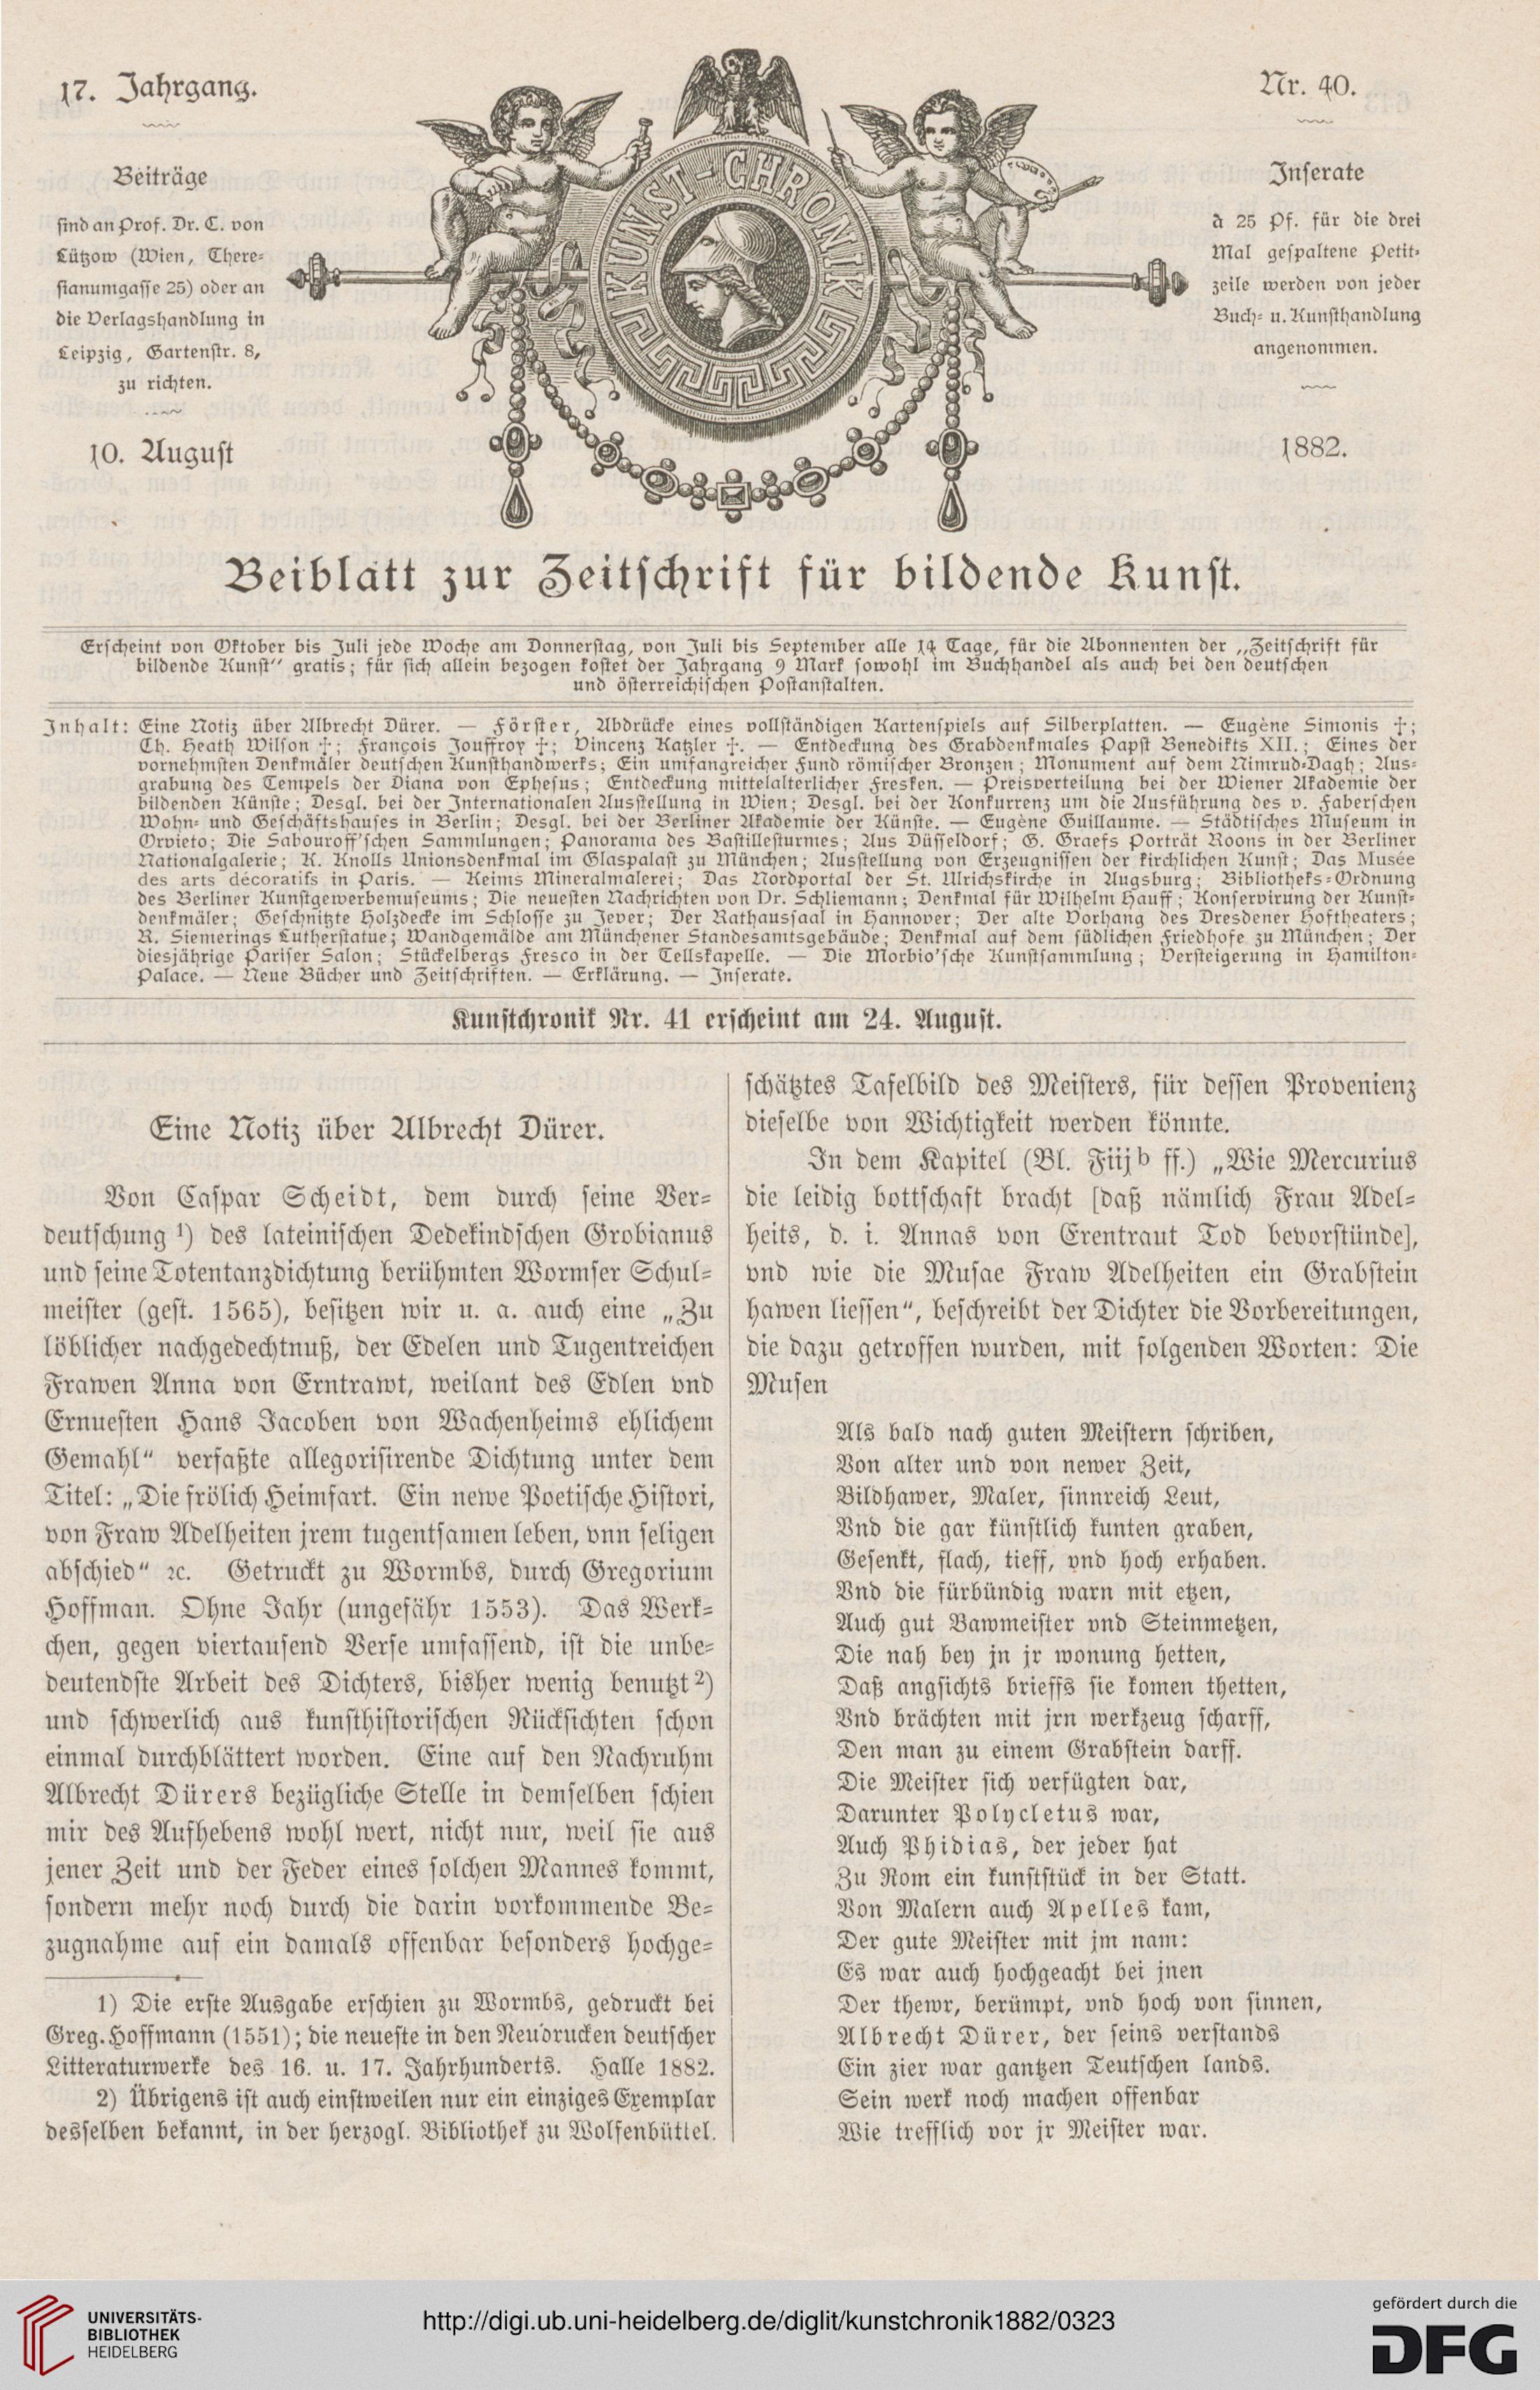 17. Jahrgang.
Nr. 40.
Beiträge
sind an Prof. Dr. C. von
Lützow (Wien, There-
sianumgasse 25) oder an
die Verlagshandlung in
Leipzig, Gartenstr. 8,
zu richten.
10. August
KUNST-CHRONIK
Inserate
à 25 Pf. für die drei
Mal gespaltene Petit-
zeile werden von jeder
Buch- u. Kunsthandlung
angenommen.
1882.
Beiblatt zur Zeitschrift für bildende Kunst.
Erscheint von Oktober bis Juli jede Woche am Donnerstag, von Juli bis September alle 14 Tage, für die Abonnenten der „Zeitschrift für
bildende Kunst“ gratis; für sich allein bezogen kostet der Jahrgang 9 Mark sowohl im Buchhandel als auch bei den deutschen
und österreichischen Postanstalten.
Inhalt: Eine Notiz über Albrecht Dürer. — Förster, Abdrücke eines vollständigen Kartenspiels auf Silberplatten. — Eugène Simonis †;
Th. Heath Wilson †; François Jouffroy †; Vincenz Katzler †. — Entdeckung des Grabdenkmales Papst Benedikts XII.; Eines der
vornehmsten Denkmäler deutschen Kunsthandwerks; Ein umfangreicher Fund römischer Bronzen; Monument auf dem Nimrud-Dagh; Aus-
grabung des Tempels der Diana von Ephesus; Entdeckung mittelalterlicher Fresken. — Preisverteilung bei der Wiener Akademie der
bildenden Künste; Desgl. bei der Internationalen Ausstellung in Wien; Desgl. bei der Konkurrenz um die Ausführung des v. Faberschen
Wohn- und Geschäftshauses in Berlin; Desgl. bei der Berliner Akademie der Künste. — Eugène Guillaume. — Städtisches Museum in
Orvieto; Die Sabouroff'schen Sammlungen; Panorama des Bastillesturmes; Aus Düsseldorf; G. Graefs Porträt Roons in der Berliner
Nationalgalerie; K. Knolls Unionsdenkmal im Glaspalast zu München; Ausstellung von Erzeugnissen der kirchlichen Kunst; Das Musée
des arts décoratifs in Paris. — Keims Mineralmalerei; Das Nordportal der St. Ulrichskirche in Augsburg; Bibliotheks-Ordnung
des Berliner Kunstgewerbemuseums; Die neuesten Nachrichten von Dr. Schliemann; Denkmal für Wilhelm Hauff; Konservirung der Kunst-
denkmäler; Geschnitzte Holzdecke im Schlosse zu Jever; Der Rathaussaal in Hannover; Der alte Vorhang des Dresdener Hoftheaters;
R. Siemerings Lutherstatue; Wandgemälde am Münchener Standesamtsgebäude; Denkmal auf dem südlichen Friedhofe zu München; Der
diesjährige Pariser Salon; Stückelbergs Fresco in der Tellskapelle. — Die Morbio'sche Kunstsammlung; Versteigerung in Hamilton-
Palace. — Neue Bücher und Zeitschriften. — Erklärung. — Inserate.
Kunstchronik Nr. 41 erscheint am 24. August.
Eine Notiz über Albrecht Dürer.
Von Caspar Scheidt, dem durch seine Ver-
deutschung 1) des lateinischen Dedekindschen Grobianus
und seine Totentanzdichtung berühmten Wormser Schul-
meister (gest. 1565), besitzen wir u. a. auch eine „Zu
löblicher nachgedechtnuß, der Edelen und Tugentreichen
Frawen Anna von Erntrawt, weilant des Edlen vnd
Ernuesten Hans Jacoben von Wachenheims ehlichem
Gemahl“ verfaßte allegorisirende Dichtung unter dem
Titel: „Die frölich Heimfart. Ein newe Poetische Histori,
von Fraw Adelheiten jrem tugentsamen leben, vnn seligen
abschied“ ꝛc. Getruckt zu Wormbs, durch Gregorium
Hoffman. Ohne Jahr (ungefähr 1553). Das Werk-
chen, gegen viertausend Verse umfassend, ist die unbe-
deutendste Arbeit des Dichters, bisher wenig benutzt 2)
und schwerlich aus kunsthistorischen Rücksichten schon
einmal durchblättert worden. Eine auf den Nachruhm
Albrecht Dürers bezügliche Stelle in demselben schien
mir des Aufhebens wohl wert, nicht nur, weil sie aus
jener Zeit und der Feder eines solchen Mannes kommt,
sondern mehr noch durch die darin vorkommende Be-
zugnahme auf ein damals offenbar besonders hochge-
1) Die erste Ausgabe erschien zu Wormbs, gedruckt bei
Greg. Hoffmann (1551); die neueste in den Neudrucken deutscher
Litteraturwerke des 16. u. 17. Jahrhunderts. Halle 1882.
2) Übrigens ist auch einstweilen nur ein einziges Exemplar
desselben bekannt, in der herzogl. Bibliothek zu Wolfenbüttel.
schätztes Tafelbild des Meisters, für dessen Provenienz
dieselbe von Wichtigkeit werden könnte.
In dem Kapitel (Bl. Fiij b ff.) „Wie Mercurius
die leidig bottschaft bracht [daß nämlich Frau Adel-
heits, d. i. Annas von Erentraut Tod bevorstünde],
vnd wie die Musae Fraw Adelheiten ein Grabstein
hawen liessen“, beschreibt der Dichter die Vorbereitungen,
die dazu getroffen wurden, mit folgenden Worten: Die
Musen
Als bald nach guten Meistern schriben,
Von alter und von newer Zeit,
Bildhawer, Maler, sinnreich Leut,
Vnd die gar künstlich kunten graben,
Gesenkt, flach, tieff, vnd hoch erhaben.
Vnd die fürbündig warn mit etzen,
Auch gut Bawmeister vnd Steinmetzen,
Die nah bey jn jr wonung hetten,
Daß angsichts brieffs sie komen thetten,
Vnd brächten mit jrn werkzeug scharff,
Den man zu einem Grabstein darff.
Die Meister sich verfügten dar,
Darunter Polycletus war,
Auch Phidias, der jeder hat
Zu Rom ein kunststück in der Statt.
Von Malern auch Apelles kam,
Der gute Meister mit jm nam:
Es war auch hochgeacht bei jnen
Der thewr, berümpt, vnd hoch von sinnen,
Albrecht Dürer, der seins verstands
Ein zier war gantzen Teutschen lands.
Sein werk noch machen offenbar
Wie trefflich vor jr Meister war.
UNIVERSITÄTS-
BIBLIOTHEK
HEIDELBERG
http://digi.ub.uni-heidelberg.de/diglit/kunstchronik1882/0323
gefördert durch die
DFG